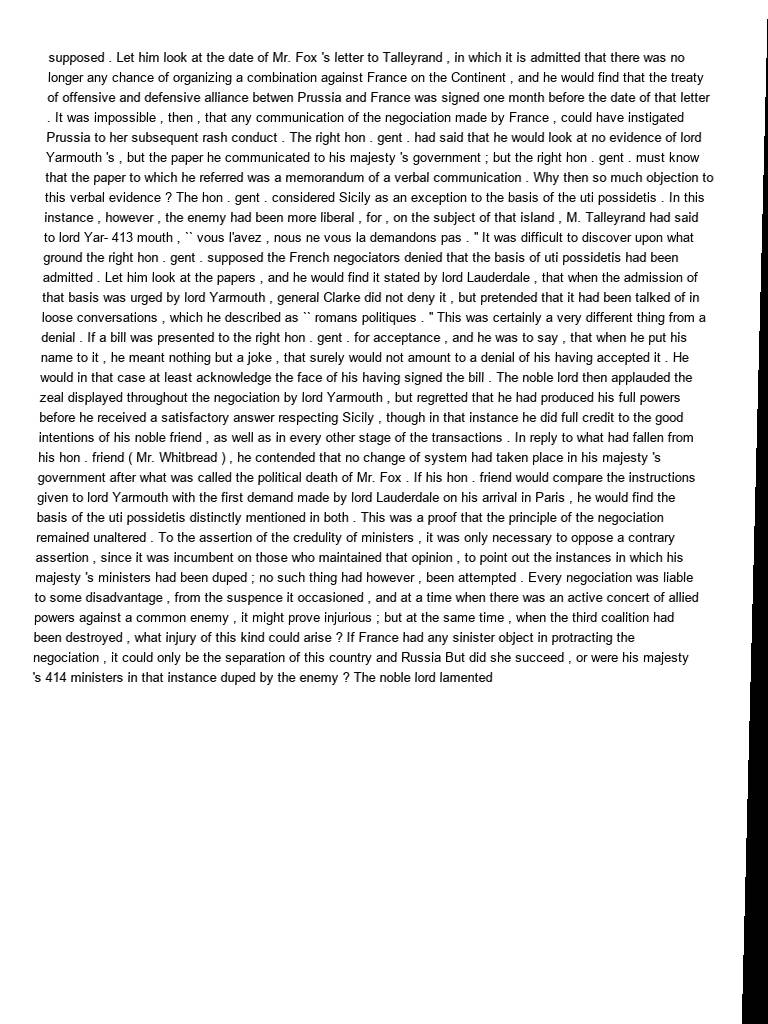 supposed . Let him look at the date of Mr. Fox 's letter to Talleyrand , in which it is admitted that there was no
longer any chance of organizing a combination against France on the Continent , and he would find that the treaty
of offensive and defensive alliance betwen Prussia and France was signed one month before the date of that letter
. It was impossible , then , that any communication of the negociation made by France , could have instigated
Prussia to her subsequent rash conduct . The right hon . gent . had said that he would look at no evidence of lord
Yarmouth 's , but the paper he communicated to his majesty 's government ; but the right hon . gent . must know
that the paper to which he referred was a memorandum of a verbal communication . Why then so much objection to
this verbal evidence ? The hon . gent . considered Sicily as an exception to the basis of the uti possidetis . In this
instance , however , the enemy had been more liberal , for , on the subject of that island , M. Talleyrand had said
to lord Yar- 413 mouth , `` vous l'avez , nous ne vous la demandons pas . " It was difficult to discover upon what
ground the right hon . gent . supposed the French negociators denied that the basis of uti possidetis had been
admitted . Let him look at the papers , and he would find it stated by lord Lauderdale , that when the admission of
that basis was urged by lord Yarmouth , general Clarke did not deny it , but pretended that it had been talked of in
loose conversations , which he described as `` romans politiques . " This was certainly a very different thing from a
denial . If a bill was presented to the right hon . gent . for acceptance , and he was to say , that when he put his
name to it , he meant nothing but a joke , that surely would not amount to a denial of his having accepted it . He
would in that case at least acknowledge the face of his having signed the bill . The noble lord then applauded the
zeal displayed throughout the negociation by lord Yarmouth , but regretted that he had produced his full powers
before he received a satisfactory answer respecting Sicily , though in that instance he did full credit to the good
intentions of his noble friend , as well as in every other stage of the transactions . In reply to what had fallen from
his hon . friend ( Mr. Whitbread ) , he contended that no change of system had taken place in his majesty 's
government after what was called the political death of Mr. Fox . If his hon . friend would compare the instructions
given to lord Yarmouth with the first demand made by lord Lauderdale on his arrival in Paris , he would find the
basis of the uti possidetis distinctly mentioned in both . This was a proof that the principle of the negociation
remained unaltered . To the assertion of the credulity of ministers , it was only necessary to oppose a contrary
assertion , since it was incumbent on those who maintained that opinion , to point out the instances in which his
majesty 's ministers had been duped ; no such thing had however , been attempted . Every negociation was liable
to some disadvantage , from the suspence it occasioned , and at a time when there was an active concert of allied
powers against a common enemy , it might prove injurious ; but at the same time , when the third coalition had
been destroyed , what injury of this kind could arise ? If France had any sinister object in protracting the
negociation , it could only be the separation of this country and Russia But did she succeed , or were his majesty
's 414 ministers in that instance duped by the enemy ? The noble lord lamented